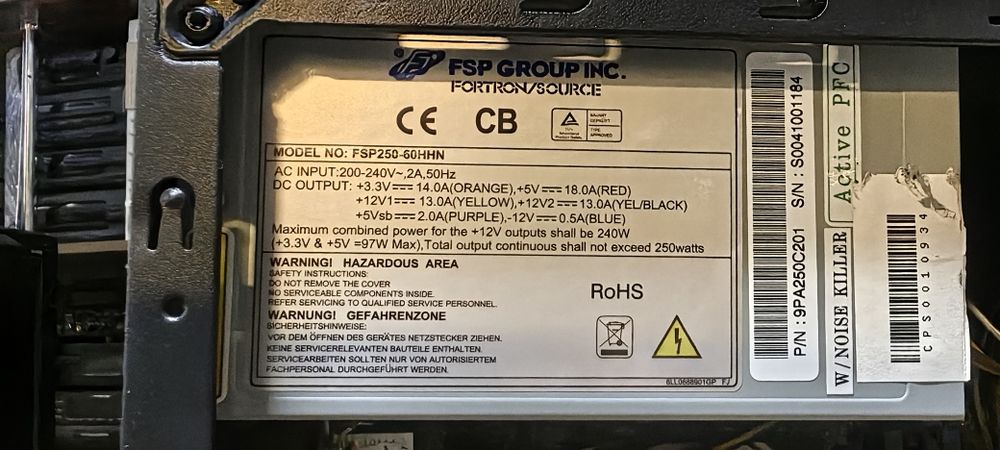 FSP GROUP INC.
FORTRON/SOURCE
CE CB
MODEL NO: FSP250-60HHN
AC INPUT:200-240V~,2A,50Hz
DC OUTPUT: +3.3V⎓ 14.0A(ORANGE),+5V⎓ 18.0A(RED)
+12V1⎓ 13.0A(YELLOW),+12V2⎓ 13.0A(YEL/BLACK)
+5Vsb⎓ 2.0A(PURPLE),-12V⎓ 0.5A(BLUE)
Maximum combined power for the +12V outputs shall be 240W
(+3.3V & +5V =97W Max),Total output continuous shall not exceed 250watts
WARNING! HAZARDOUS AREA
SAFETY INSTRUCTIONS:
DO NOT REMOVE THE COVER
NO SERVICEABLE COMPONENTS INSIDE.
REFER SERVICING TO QUALIFIED SERVICE PERSONNEL.
WARNUNG! GEFAHRENZONE
SICHERHEITSHINWEISE:
VOR DEM ÖFFNEN DES GERÄTES NETZSTECKER ZIEHEN.
KEINE SERVICERELEVANTEN BAUTEILE ENTHALTEN.
SERVICEARBEITEN SOLLTEN NUR VON AUTORISIERTEM
FACHPERSONAL DURCHGEFÜHRT WERDEN.
RoHS
6LL0688901GP FJ
P/N : 9PA250C201 S/N : S0041001184
W/NOISE KILLER Active PFC
CPS0010934